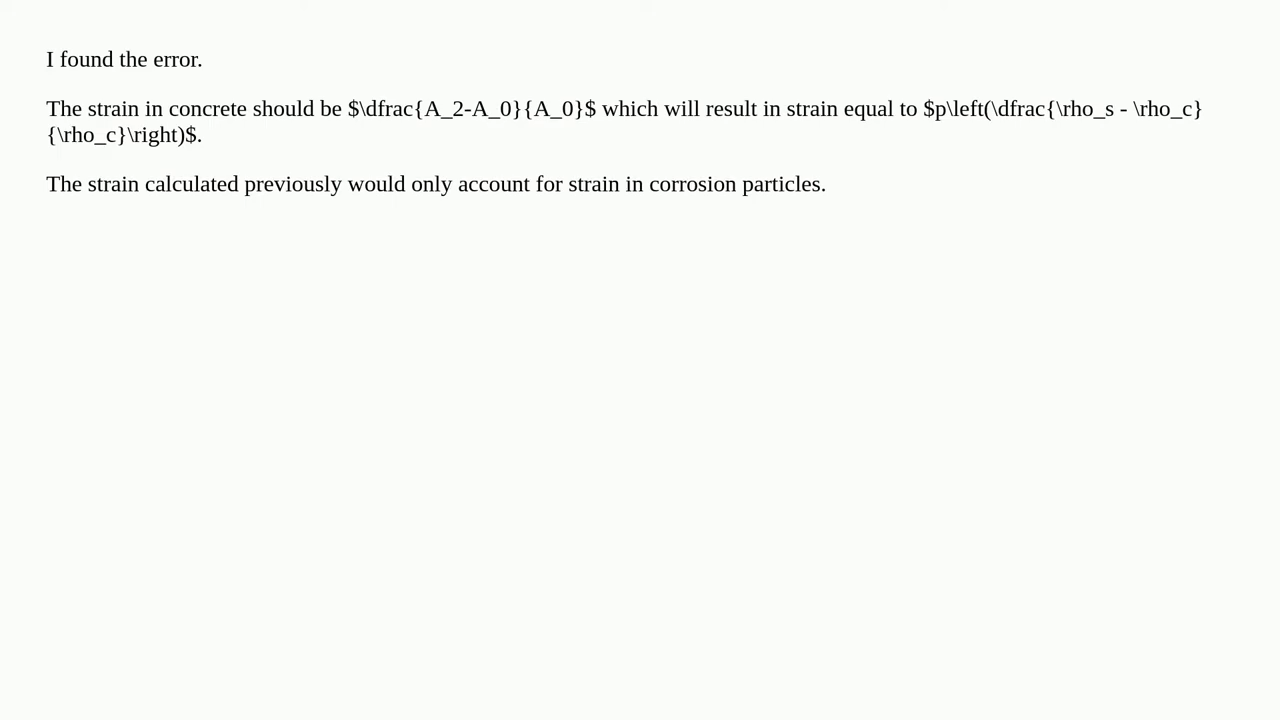 I found the error.
The strain in concrete should be $\dfrac{A_2-A_0}{A_0}$ which will result in strain equal to $p\left(\dfrac{\rho_s - \rho_c}
{\rho_c}\right)$.
The strain calculated previously would only account for strain in corrosion particles.